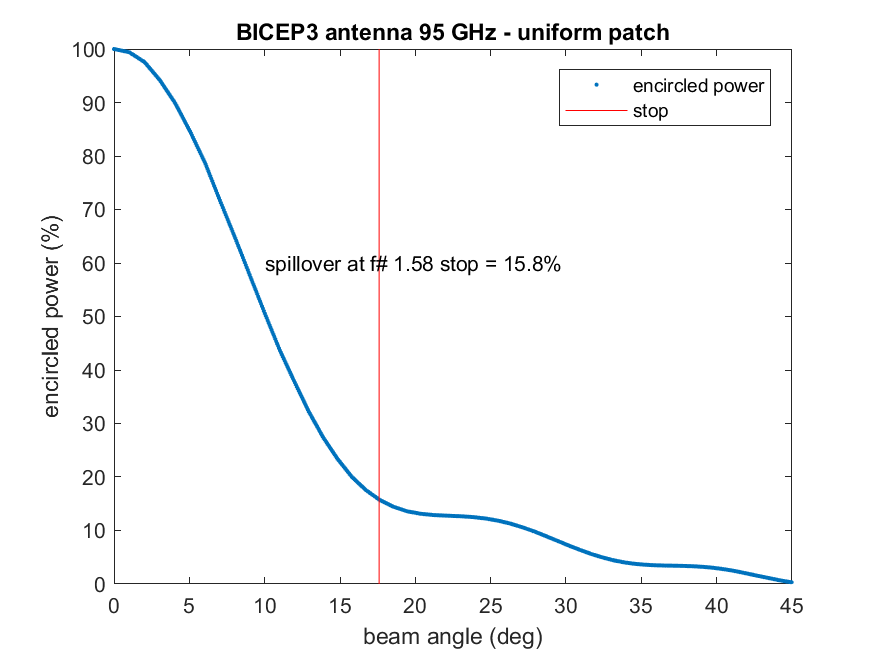 BICEP3 antenna 95 GHz - uniform patch
encircled power
stop
100
90
80
70
60
50
40
30
20
10
0
encircled power (%)
spillover at f# 1.58 stop = 15.8%
0 5 10 15 20 25 30 35 40 45
beam angle (deg)